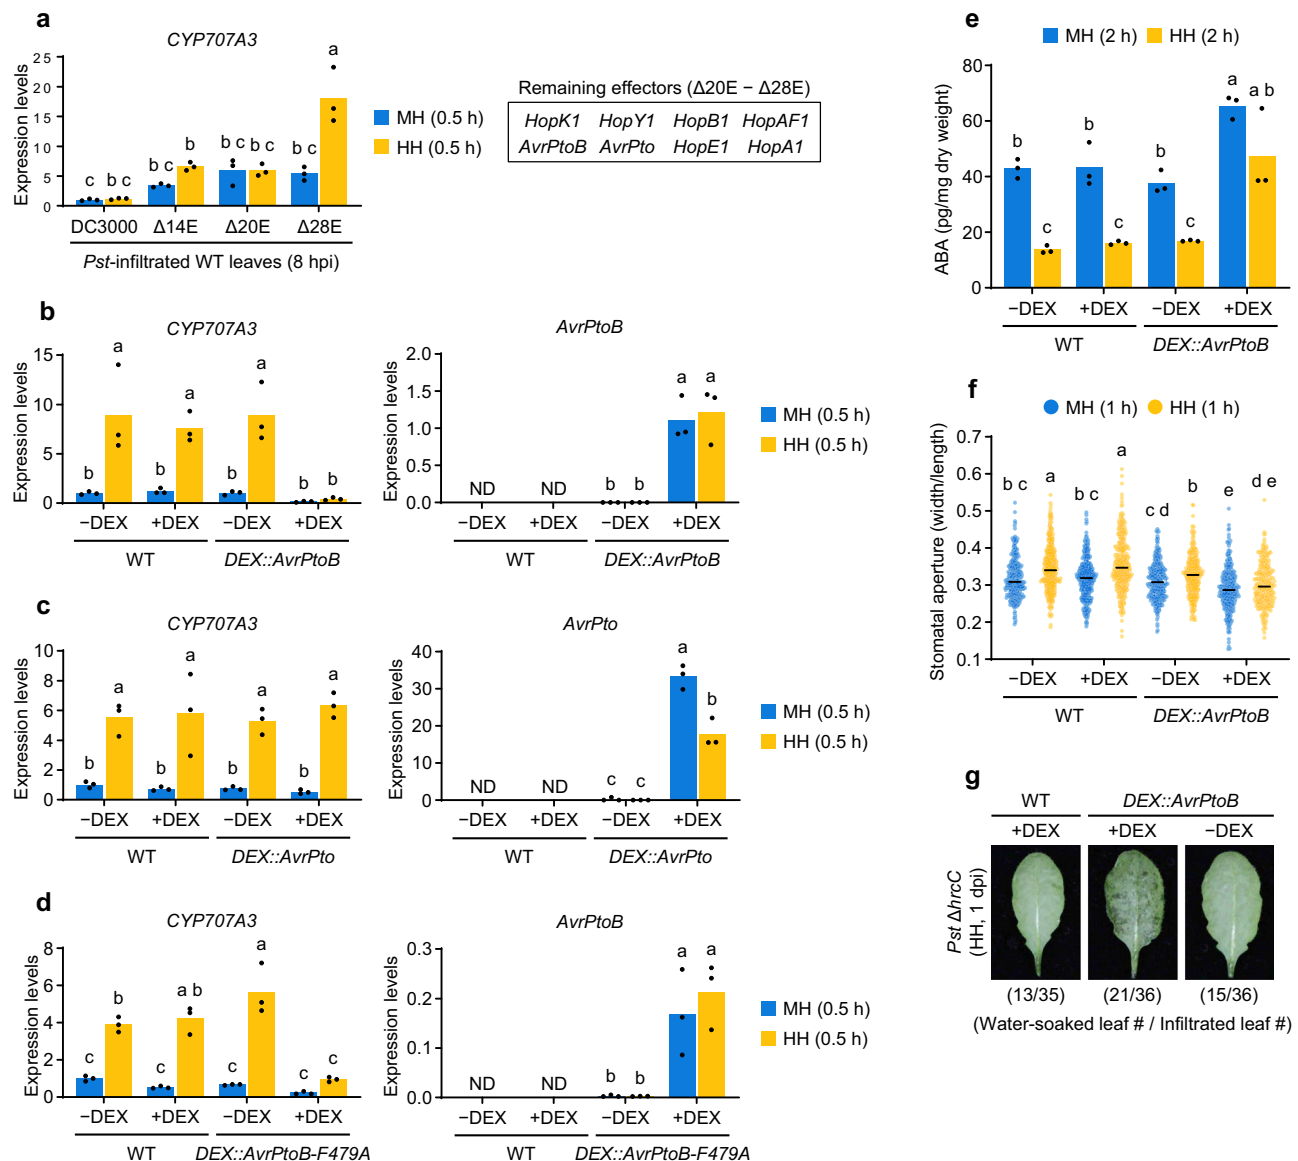 a
CYP707A3
Expression levels
25
20
15
10
5
0
c
b c
b c
b
b c
b c
b c
a
DC3000
Δ14E
Δ20E
Δ28E
Pst-infiltrated WT leaves (8 hpi)
MH (0.5 h)
HH (0.5 h)
Remaining effectors (Δ20E − Δ28E)
HopK1 HopY1 HopB1 HopAF1
AvrPtoB AvrPto HopE1 HopA1
b
CYP707A3
Expression levels
15
10
5
0
b
a
b
a
b
a
b
b
−DEX
+DEX
−DEX
+DEX
WT
DEX::AvrPtoB
AvrPtoB
Expression levels
2.0
1.5
1.0
0.5
0.0
ND
ND
b
b
a
a
−DEX
+DEX
−DEX
+DEX
WT
DEX::AvrPtoB
MH (0.5 h)
HH (0.5 h)
c
CYP707A3
Expression levels
10
8
6
4
2
0
b
a
b
a
b
a
b
a
−DEX
+DEX
−DEX
+DEX
WT
DEX::AvrPto
AvrPto
Expression levels
40
30
20
10
0
ND
ND
c
c
a
b
−DEX
+DEX
−DEX
+DEX
WT
DEX::AvrPto
MH (0.5 h)
HH (0.5 h)
d
CYP707A3
Expression levels
8
6
4
2
0
c
b
c
a b
c
a
c
c
−DEX
+DEX
−DEX
+DEX
WT
DEX::AvrPtoB-F479A
AvrPtoB
Expression levels
0.3
0.2
0.1
0.0
ND
ND
b
b
a
a
−DEX
+DEX
−DEX
+DEX
WT
DEX::AvrPtoB-F479A
MH (0.5 h)
HH (0.5 h)
e
MH (2 h)
HH (2 h)
ABA (pg/mg dry weight)
80
60
40
20
0
b
c
b
c
b
c
a
a b
−DEX
+DEX
−DEX
+DEX
WT
DEX::AvrPtoB
f
MH (1 h)
HH (1 h)
Stomatal aperture (width/length)
0.7
0.6
0.5
0.4
0.3
0.2
0.1
b c
a
b c
a
c d
b
e
d e
−DEX
+DEX
−DEX
+DEX
WT
DEX::AvrPtoB
g
WT
DEX::AvrPtoB
+DEX
+DEX
−DEX
Pst ΔhrcC
(HH, 1 dpi)
(13/35)
(21/36)
(15/36)
(Water-soaked leaf # / Infiltrated leaf #)